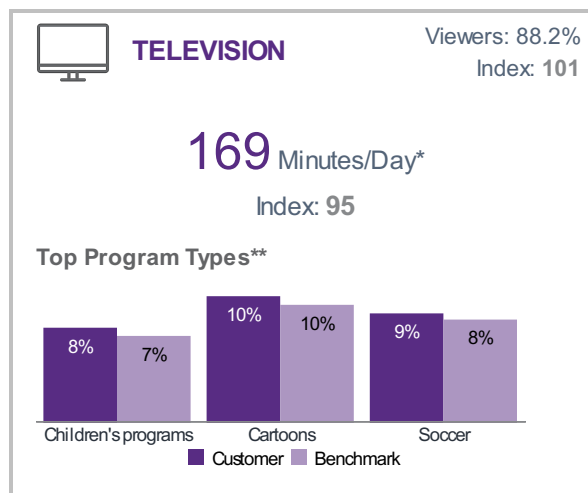 TELEVISION
Viewers: 88.2%
Index: 101
169 Minutes/Day*
Index: 95
Top Program Types**
8% 7% 10% 10% 9% 8%
Children's programs Cartoons Soccer
Customer Benchmark